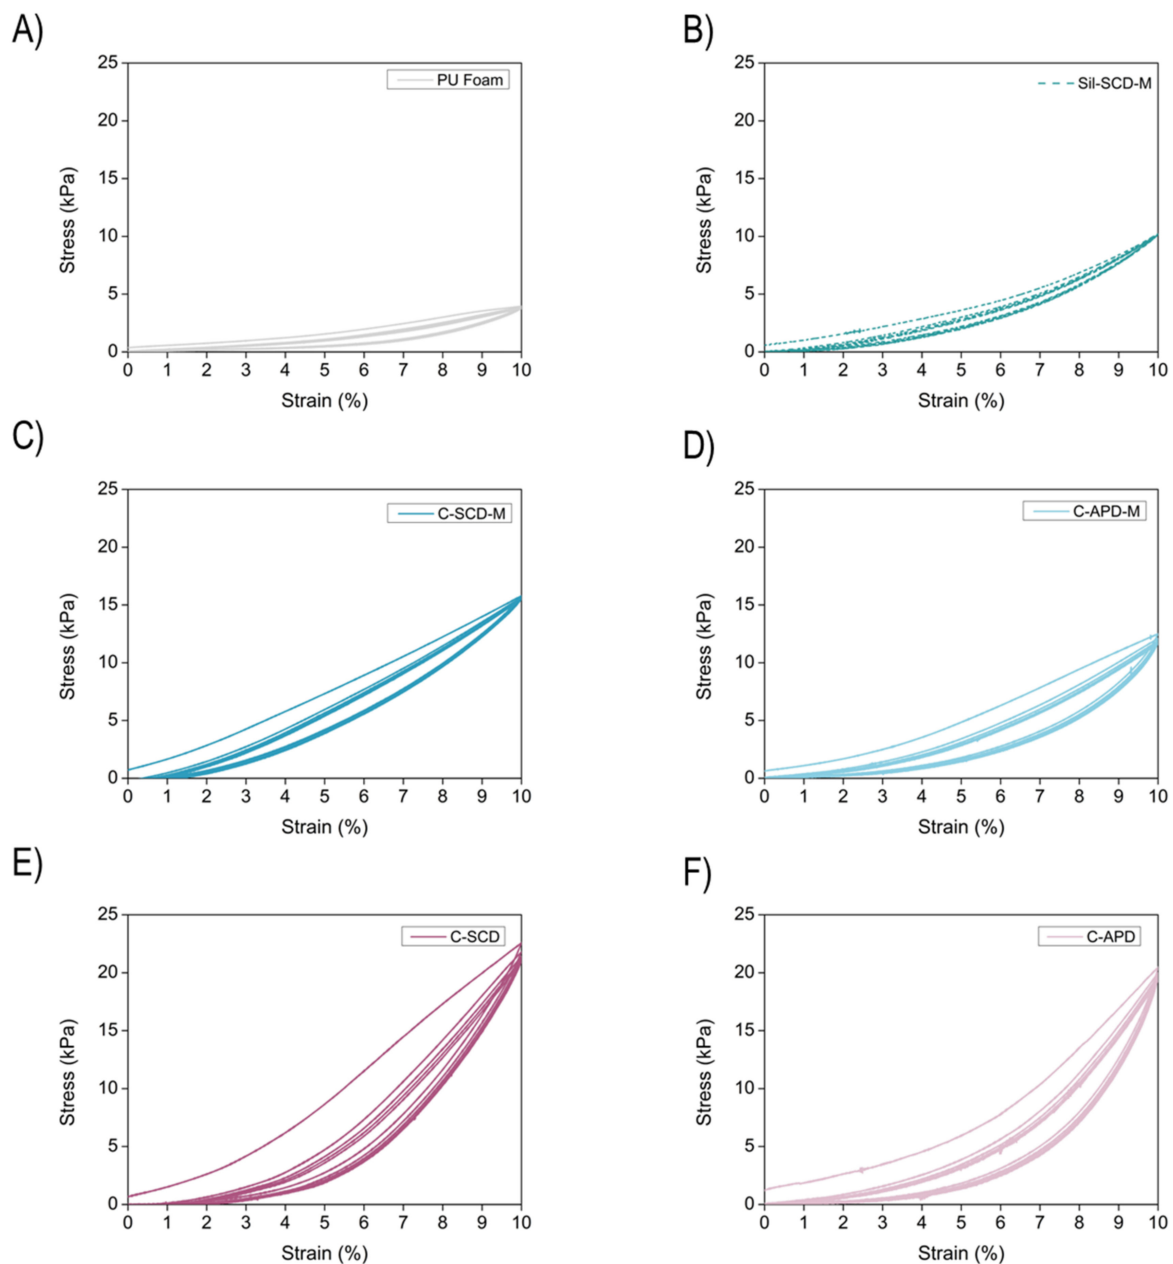 A)
25
20
15
10
5
0
Stress (kPa)
PU Foam
0 1 2 3 4 5 6 7 8 9 10
Strain (%)
B)
25
20
15
10
5
0
Stress (kPa)
Sil-SCD-M
0 1 2 3 4 5 6 7 8 9 10
Strain (%)
C)
25
20
15
10
5
0
Stress (kPa)
C-SCD-M
0 1 2 3 4 5 6 7 8 9 10
Strain (%)
D)
25
20
15
10
5
0
Stress (kPa)
C-APD-M
0 1 2 3 4 5 6 7 8 9 10
Strain (%)
E)
25
20
15
10
5
0
Stress (kPa)
C-SCD
0 1 2 3 4 5 6 7 8 9 10
Strain (%)
F)
25
20
15
10
5
0
Stress (kPa)
C-APD
0 1 2 3 4 5 6 7 8 9 10
Strain (%)